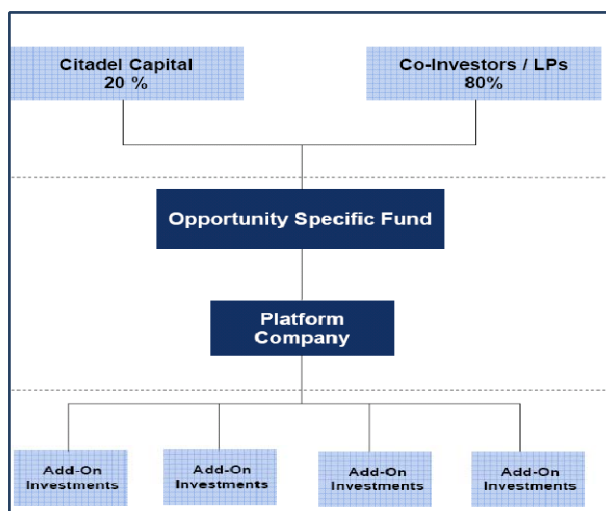 Citadel Capital
20 %
Co-Investors / LPs
80%
Opportunity Specific Fund
Platform
Company
Add-On
Investments
Add-On
Investments
Add-On
Investments
Add-On
Investments